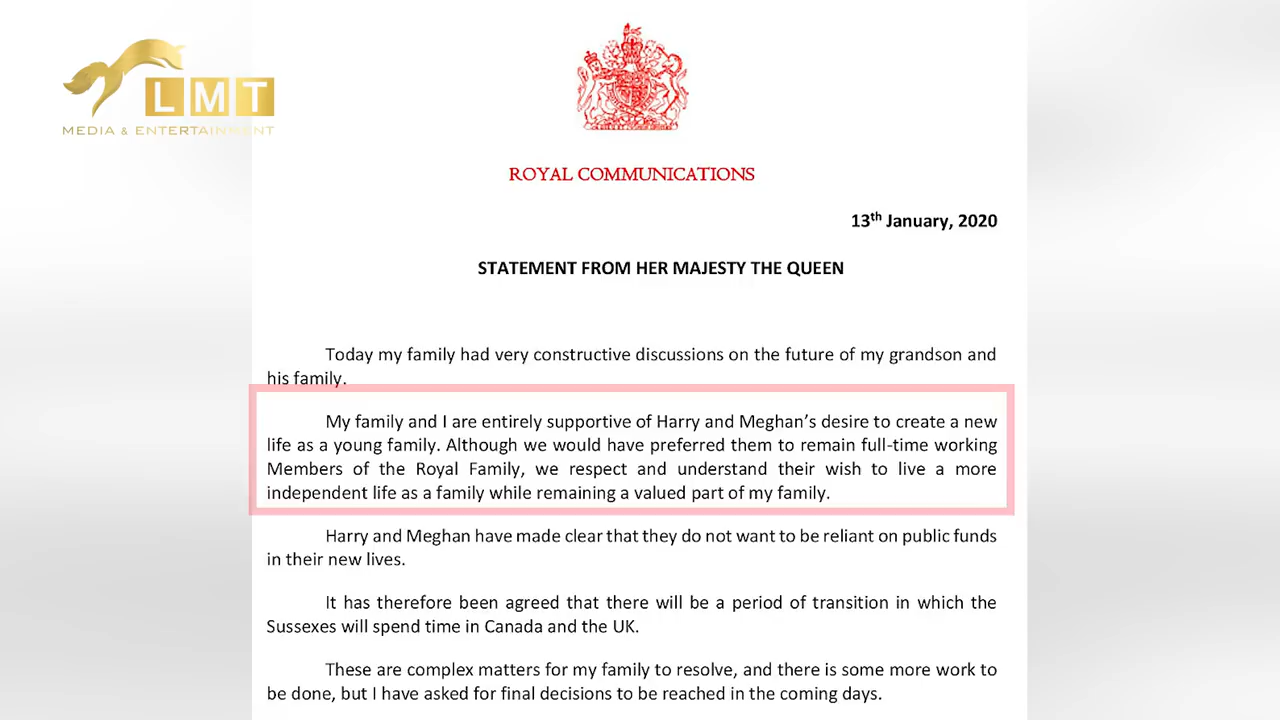 LMT
MEDIA & ENTERTAINMENT
ROYAL COMMUNICATIONS
13th January, 2020
STATEMENT FROM HER MAJESTY THE QUEEN
Today my family had very constructive discussions on the future of my grandson and
his family.
My family and I are entirely supportive of Harry and Meghan’s desire to create a new
life as a young family. Although we would have preferred them to remain full-time working
Members of the Royal Family, we respect and understand their wish to live a more
independent life as a family while remaining a valued part of my family.
Harry and Meghan have made clear that they do not want to be reliant on public funds
in their new lives.
It has therefore been agreed that there will be a period of transition in which the
Sussexes will spend time in Canada and the UK.
These are complex matters for my family to resolve, and there is some more work to
be done, but I have asked for final decisions to be reached in the coming days.